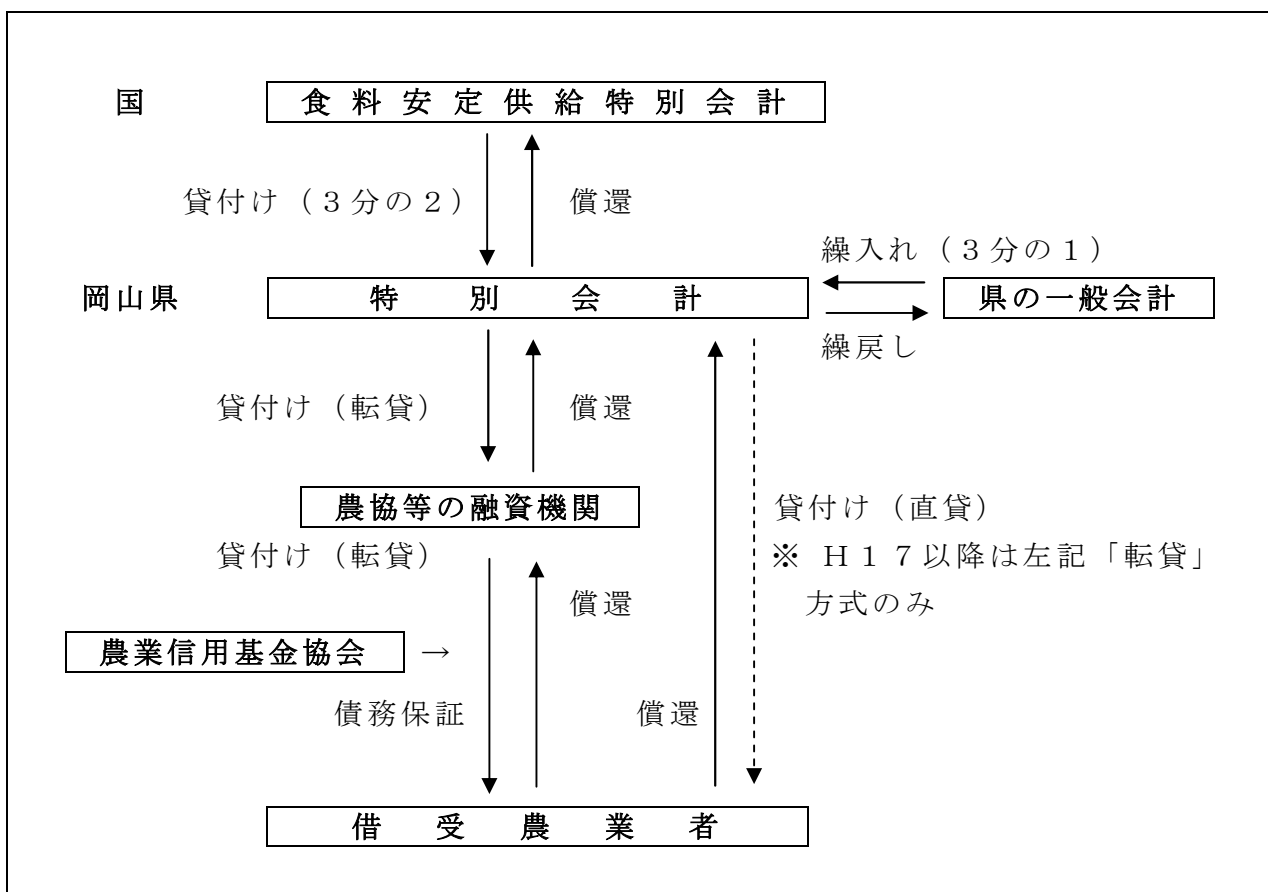 国 食料安定供給特別会計
貸付け（３分の２） 償還
繰入れ（３分の１）
岡山県 特別会計 県の一般会計
繰戻し
貸付け（転貸） 償還
農協等の融資機関 貸付け（直貸）
貸付け（転貸） ※ Ｈ１７以降は左記「転貸」
償還 方式のみ
農業信用基金協会 →
債務保証 償還
借受農業者